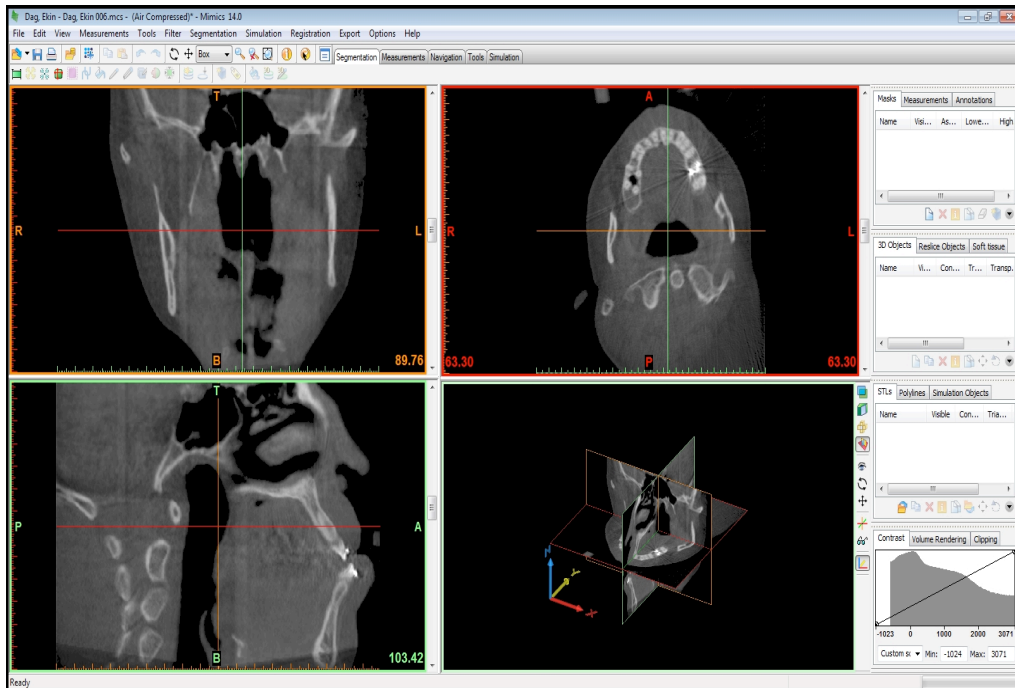 Dag, Ekin - Dag, Ekin 006.mcs - (Air Compressed)* - Mimics 14.0
File Edit View Measurements Tools Filter Segmentation Simulation Registration Export Options Help
Box Segmentation Measurements Navigation Tools Simulation
T
R L
B
89.76
A
R L
P
63.30 63.30
T
P A
B
103.42
Z
Y
X
Masks Measurements Annotations
Name Visi... As... Lowe... High
3D Objects Reslice Objects Soft tissue
Name Vi... Con... Tr... Transp.
STLs Polylines Simulation Objects
Name Visible Con... Tria...
Contrast Volume Rendering Clipping
-1023 0 1000 2000 3071
Custom sc Min: -1024 Max: 3071
Ready